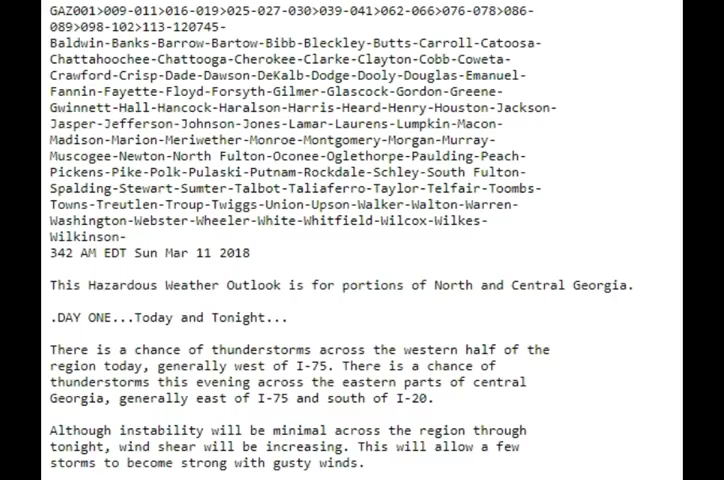 GAZ001>009-011>016-019>025-027-030>039-041>062-066>076-078>086-
089>098-102>113-120745-
Baldwin-Banks-Barrow-Bartow-Bibb-Bleckley-Butts-Carroll-Catoosa-
Chattahoochee-Chattooga-Cherokee-Clarke-Clayton-Cobb-Coweta-
Crawford-Crisp-Dade-Dawson-DeKalb-Dodge-Dooly-Douglas-Emanuel-
Fannin-Fayette-Floyd-Forsyth-Gilmer-Glascock-Gordon-Greene-
Gwinnett-Hall-Hancock-Haralson-Harris-Heard-Henry-Houston-Jackson-
Jasper-Jefferson-Johnson-Jones-Lamar-Laurens-Lumpkin-Macon-
Madison-Marion-Meriwether-Monroe-Montgomery-Morgan-Murray-
Muscogee-Newton-North Fulton-Oconee-Oglethorpe-Paulding-Peach-
Pickens-Pike-Polk-Pulaski-Putnam-Rockdale-Schley-South Fulton-
Spalding-Stewart-Sumter-Talbot-Taliaferro-Taylor-Telfair-Toombs-
Towns-Treutlen-Troup-Twiggs-Union-Upson-Walker-Walton-Warren-
Washington-Webster-Wheeler-White-Whitfield-Wilcox-Wilkes-
Wilkinson-
342 AM EDT Sun Mar 11 2018
This Hazardous Weather Outlook is for portions of North and Central Georgia.
.DAY ONE...Today and Tonight...
There is a chance of thunderstorms across the western half of the
region today, generally west of I-75. There is a chance of
thunderstorms this evening across the eastern parts of central
Georgia, generally east of I-75 and south of I-20.
Although instability will be minimal across the region through
tonight, wind shear will be increasing. This will allow a few
storms to become strong with gusty winds.